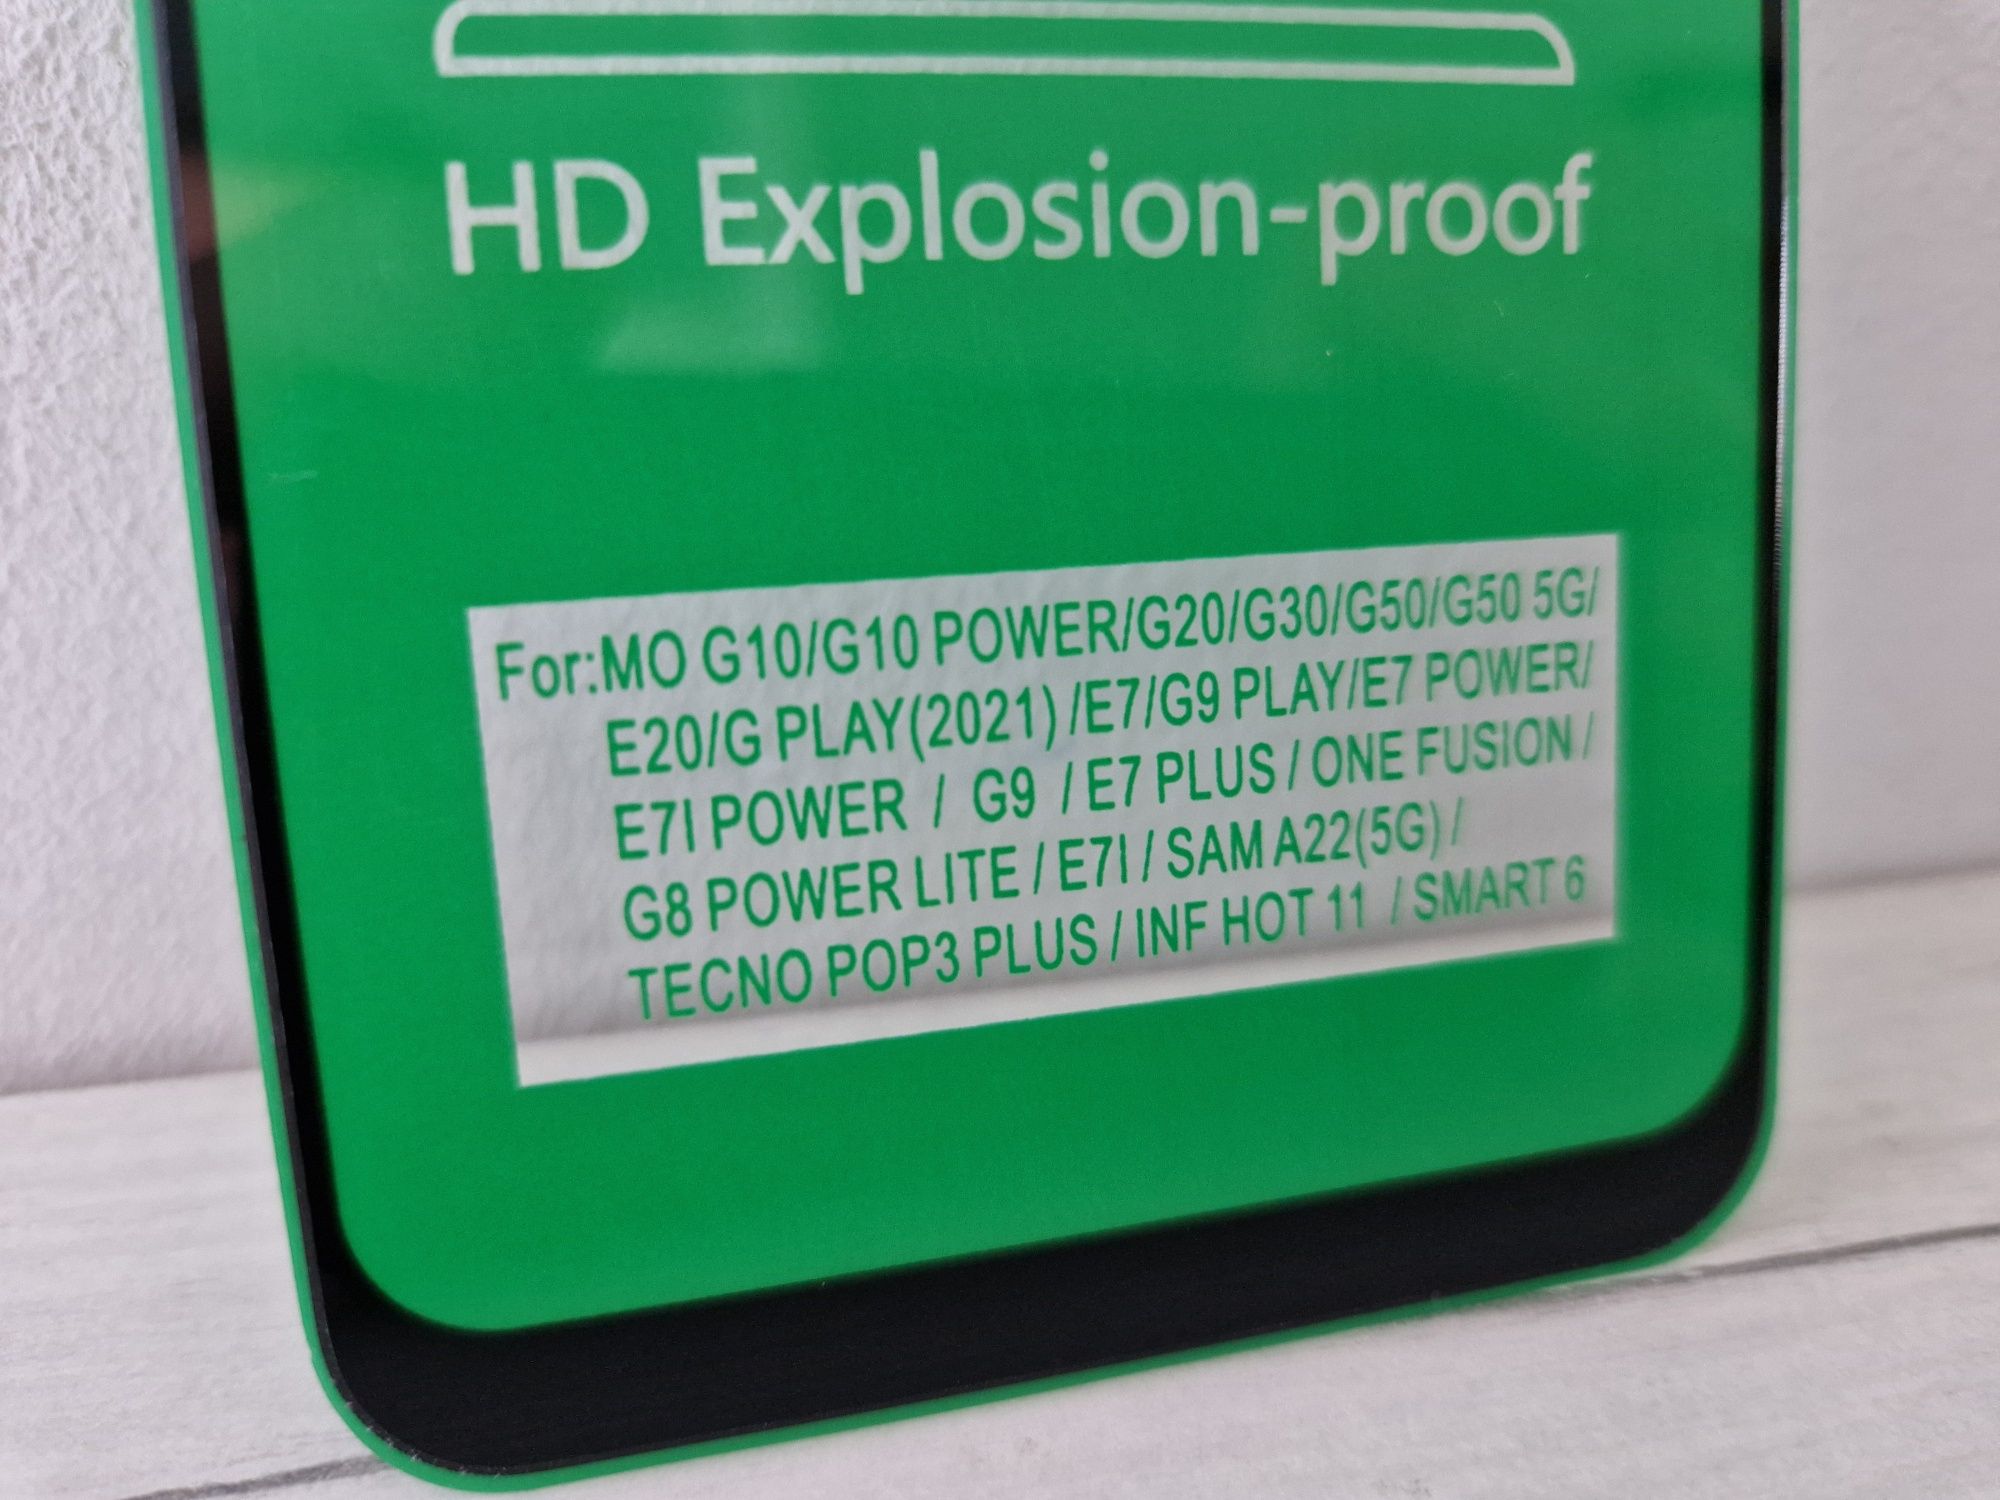 HD Explosion-proof
For:MO G10/G10 POWER/G20/G30/G50/G50 5G/
E20/G PLAY(2021) /E7/G9 PLAY/E7 POWER/
E7I POWER / G9 / E7 PLUS / ONE FUSION /
G8 POWER LITE / E7I / SAM A22(5G) /
TECNO POP3 PLUS / INF HOT 11 / SMART 6